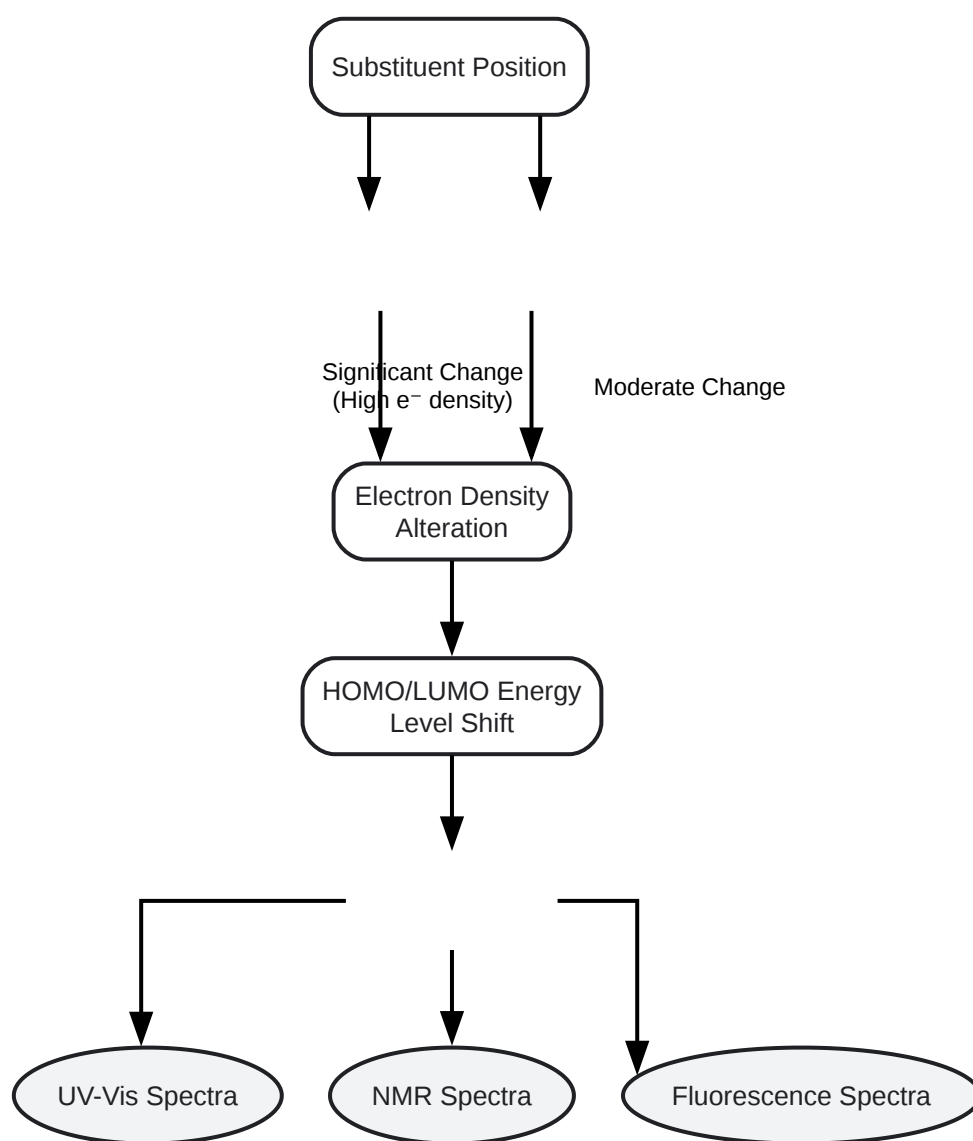 Substituent Position
Significant Change
(High e⁻ density)
Moderate Change
Electron Density
Alteration
HOMO/LUMO Energy
Level Shift
UV-Vis Spectra
NMR Spectra
Fluorescence Spectra